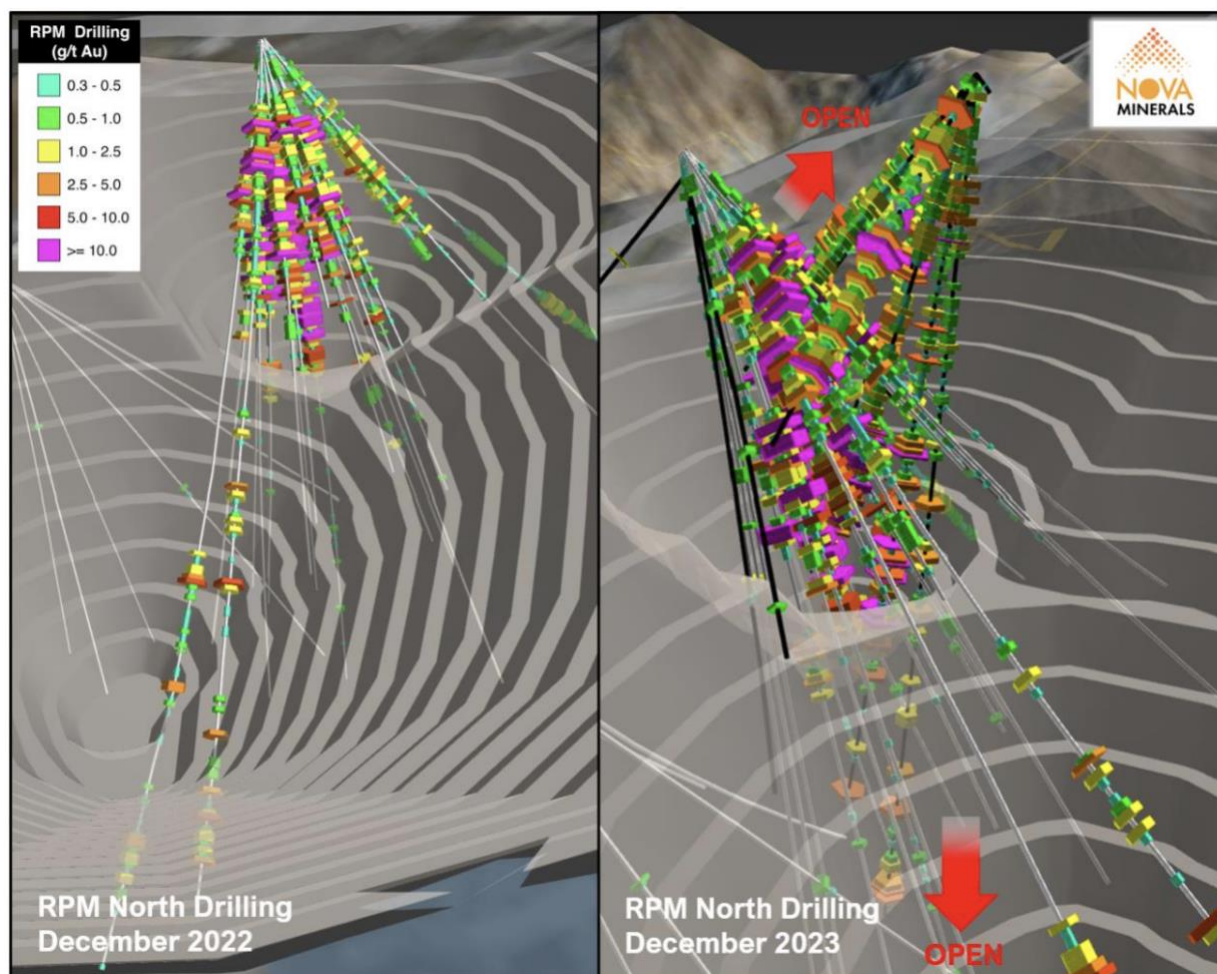 RPM Drilling
(g/t Au)
0.3 - 0.5
0.5 - 1.0
1.0 - 2.5
2.5 - 5.0
5.0 - 10.0
>= 10.0
RPM North Drilling
December 2022
OPEN
NOVA
MINERALS
OPEN
RPM North Drilling
December 2023